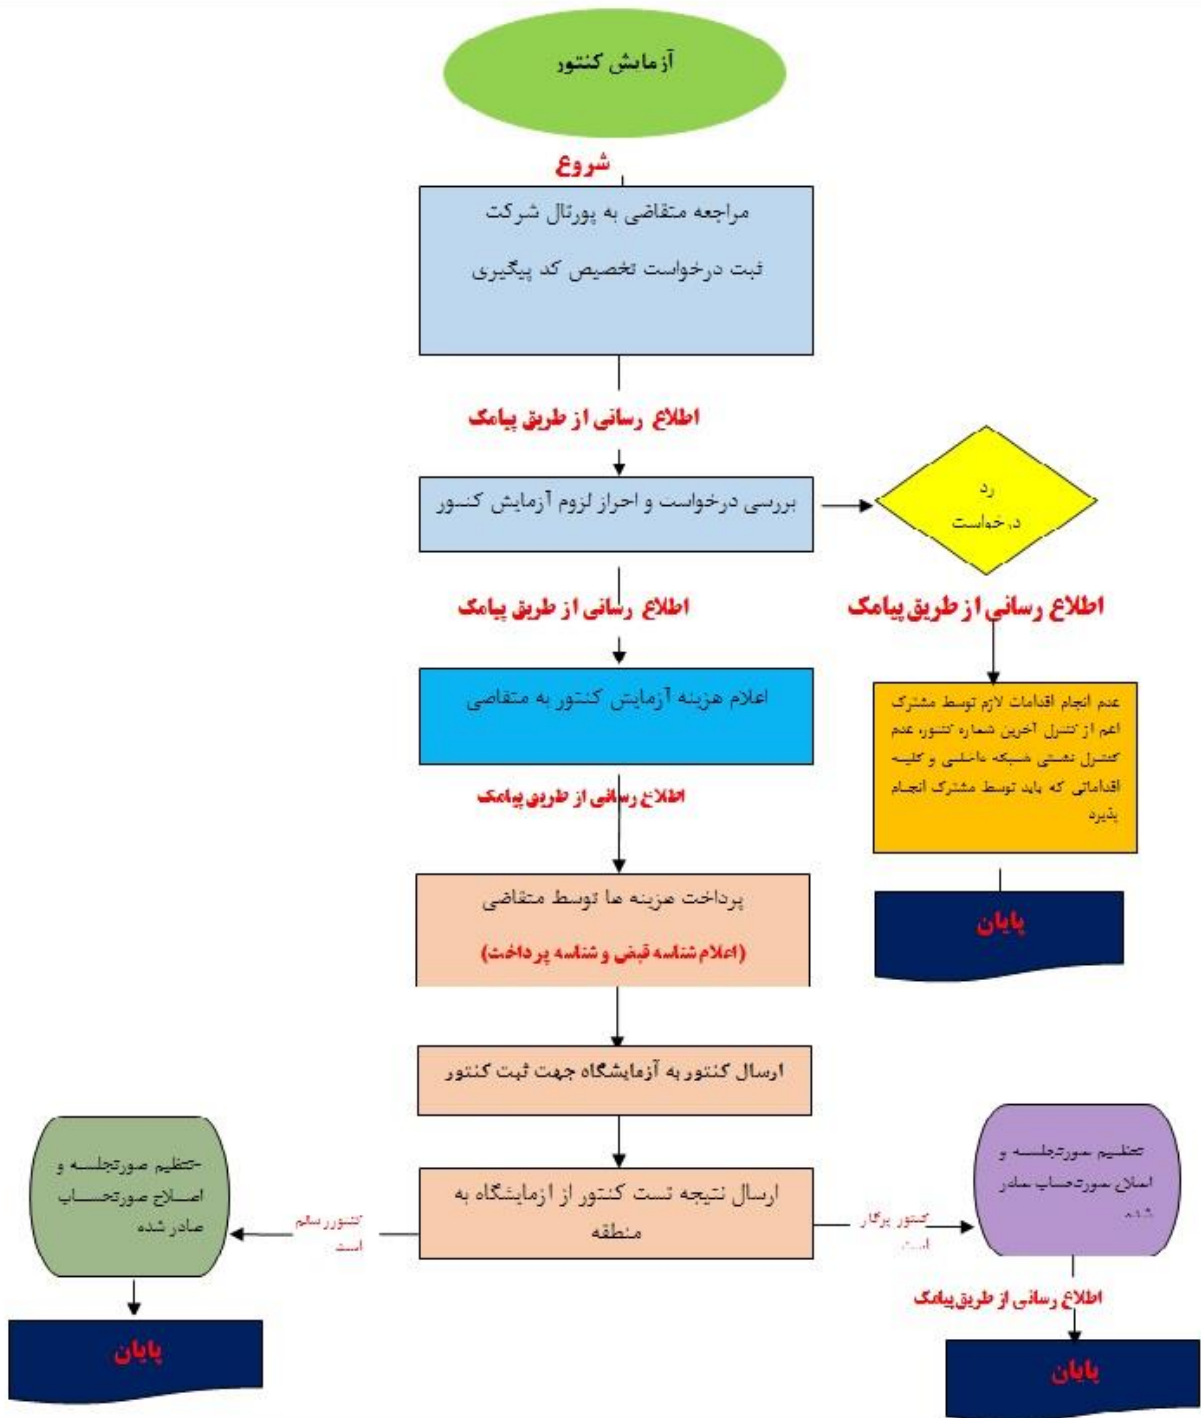 آزمایش کنتور
شروع
مراجعه متقاضی به پورتال شرکت
ثبت درخواست تخصیص کد پیگیری
اطلاع رسانی از طریق پیامک
بررسی درخواست و احراز لزوم آزمایش کنتور
رد
درخواست
اطلاع رسانی از طریق پیامک
اطلاع رسانی از طریق پیامک
عدم انجام اقدامات لازم توسط مشترک
اعم از کنترل آخرین شماره کنتور، عدم
کنترل نشتی شبکه داخلی و کلیه
اقداماتی که باید توسط مشترک انجام
پذیرد
پایان
اعلام هزینه آزمایش کنتور به متقاضی
اطلاع رسانی از طریق پیامک
پرداخت هزینه ها توسط متقاضی
(اعلام شناسه قبض و شناسه پرداخت)
ارسال کنتور به آزمایشگاه جهت ثبت کنتور
ارسال نتیجه تست کنتور از ازمایشگاه به
منطقه
کنتور پرکار
است
تنظیم صورتجلسه و
اصلاح صورتحساب صادر
شده
اطلاع رسانی از طریق پیامک
پایان
کنتور سالم
است
-تنظیم صورتجلسه و
اصلاح صورتحساب
صادر شده
پایان